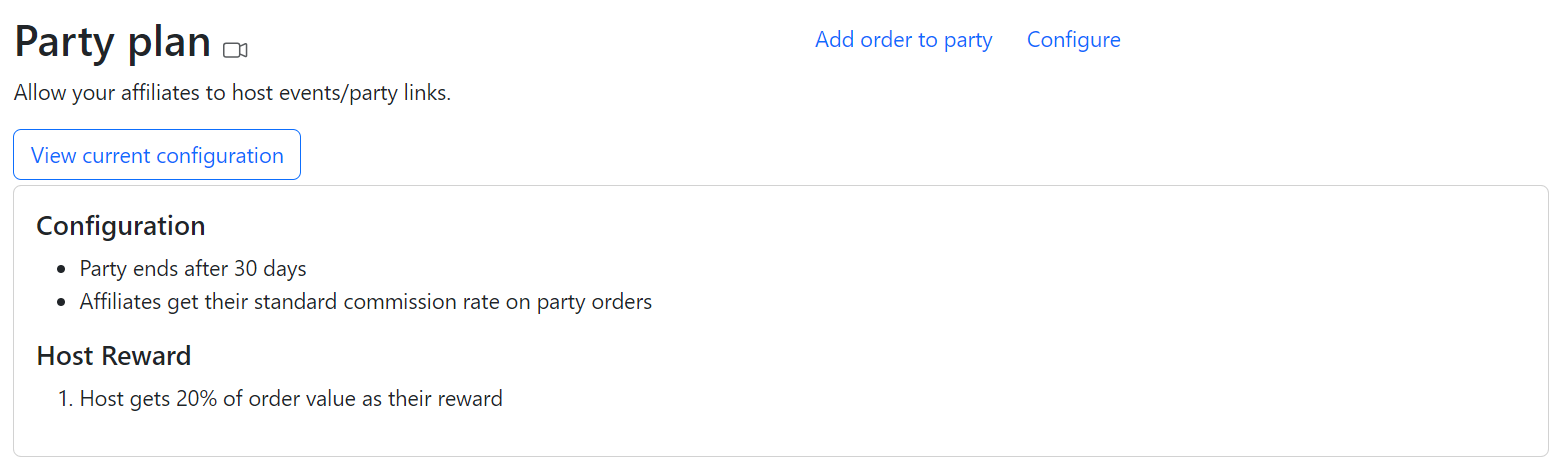 Party plan
Add order to party
Configure
Allow your affiliates to host events/party links.
View current configuration
Configuration
• Party ends after 30 days
• Affiliates get their standard commission rate on party orders
Host Reward
1. Host gets 20% of order value as their reward